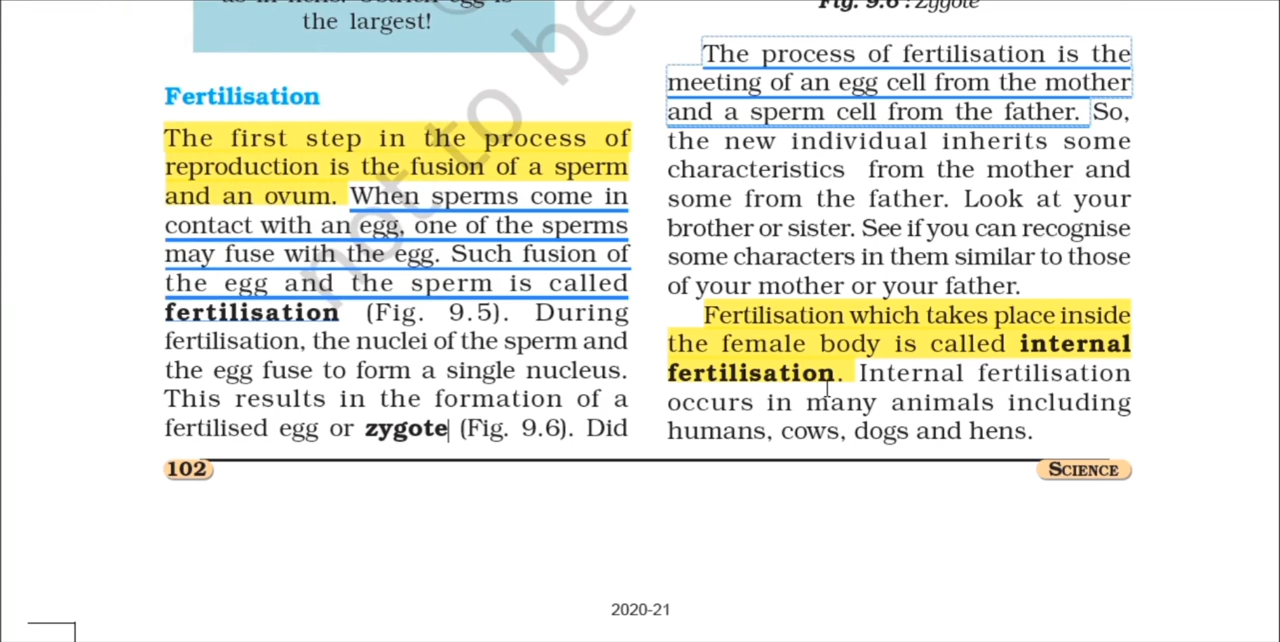 the largest!
Fertilisation
The first step in the process of
reproduction is the fusion of a sperm
and an ovum. When sperms come in
contact with an egg, one of the sperms
may fuse with the egg. Such fusion of
the egg and the sperm is called
fertilisation (Fig. 9.5). During
fertilisation, the nuclei of the sperm and
the egg fuse to form a single nucleus.
This results in the formation of a
fertilised egg or zygote (Fig. 9.6). Did
Fig. 9.6 : Zygote
The process of fertilisation is the
meeting of an egg cell from the mother
and a sperm cell from the father. So,
the new individual inherits some
characteristics from the mother and
some from the father. Look at your
brother or sister. See if you can recognise
some characters in them similar to those
of your mother or your father.
Fertilisation which takes place inside
the female body is called internal
fertilisation. Internal fertilisation
occurs in many animals including
humans, cows, dogs and hens.
102
SCIENCE
not to be
2020-21